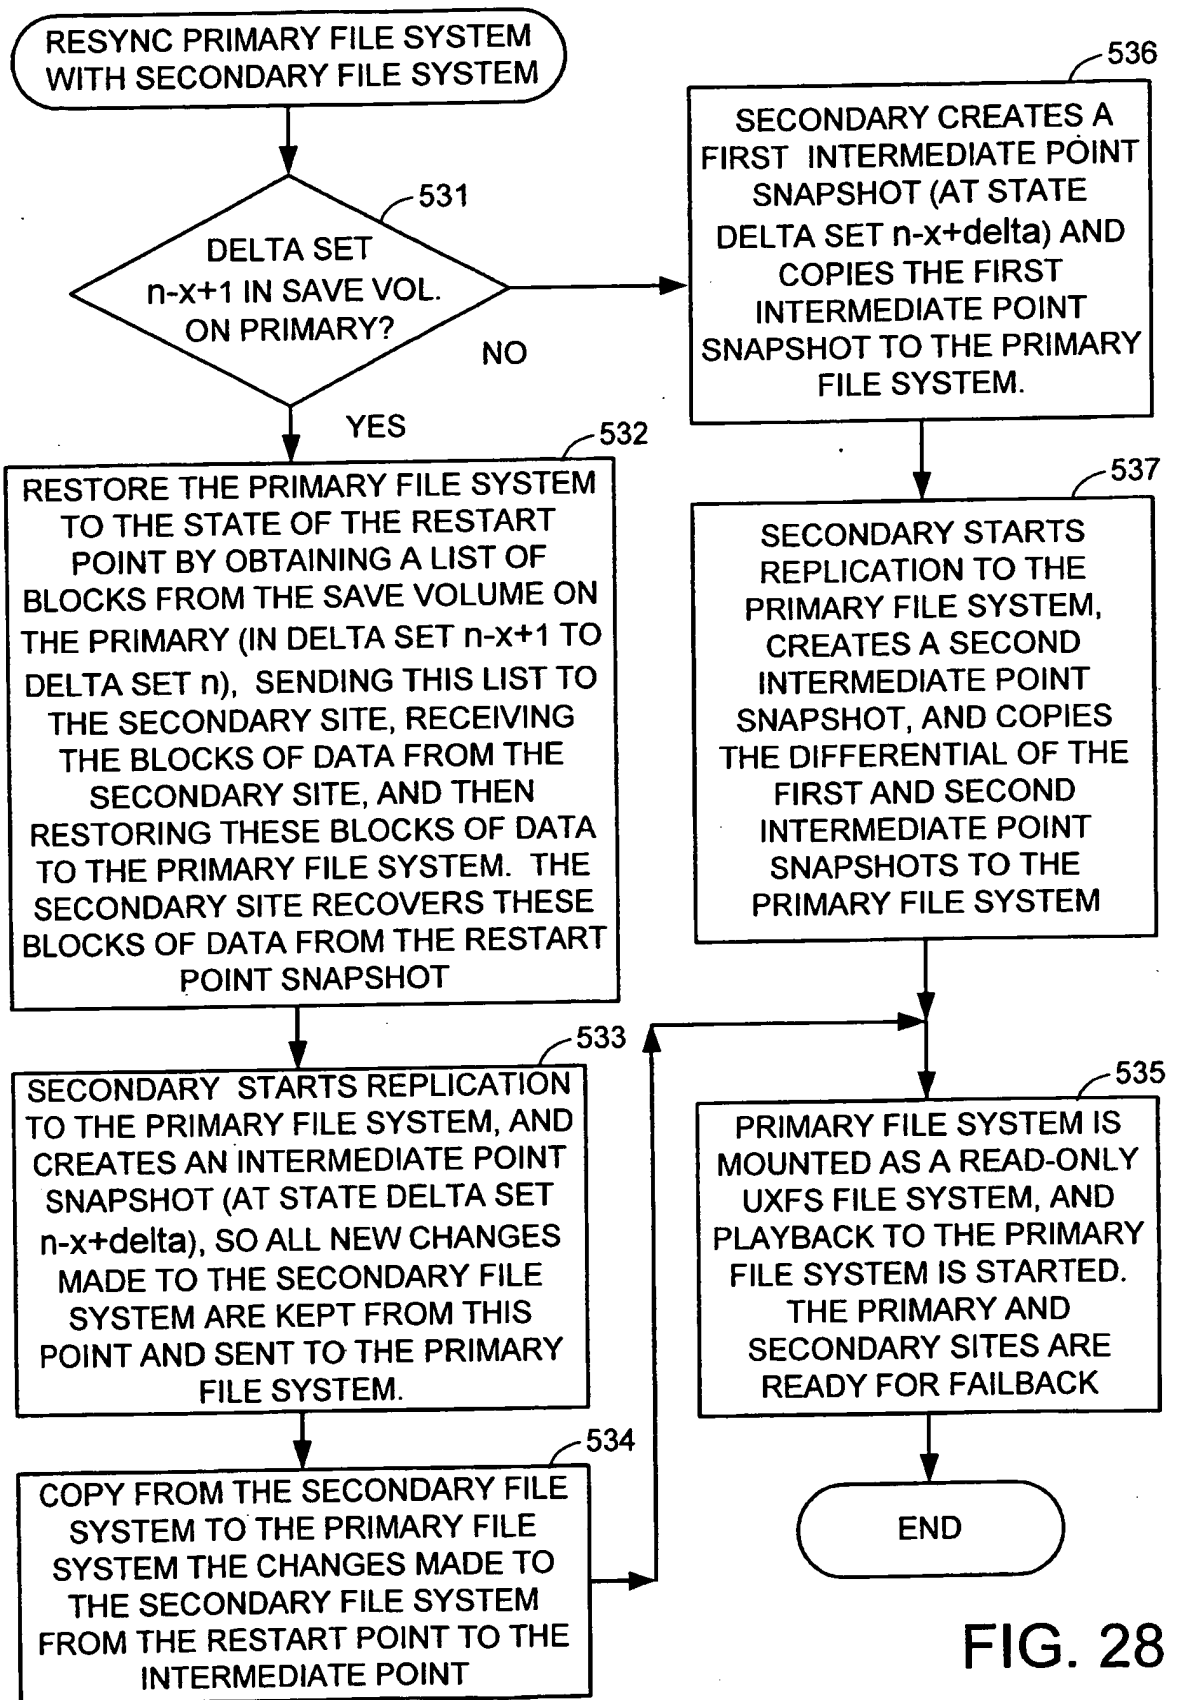 RESYNC PRIMARY FILE SYSTEM
WITH SECONDARY FILE SYSTEM
531
DELTA SET
n-x+1 IN SAVE VOL.
ON PRIMARY?
NO
YES
532
RESTORE THE PRIMARY FILE SYSTEM
TO THE STATE OF THE RESTART
POINT BY OBTAINING A LIST OF
BLOCKS FROM THE SAVE VOLUME ON
THE PRIMARY (IN DELTA SET n-x+1 TO
DELTA SET n), SENDING THIS LIST TO
THE SECONDARY SITE, RECEIVING
THE BLOCKS OF DATA FROM THE
SECONDARY SITE, AND THEN
RESTORING THESE BLOCKS OF DATA
TO THE PRIMARY FILE SYSTEM. THE
SECONDARY SITE RECOVERS THESE
BLOCKS OF DATA FROM THE RESTART
POINT SNAPSHOT
533
SECONDARY STARTS REPLICATION
TO THE PRIMARY FILE SYSTEM, AND
CREATES AN INTERMEDIATE POINT
SNAPSHOT (AT STATE DELTA SET
n-x+delta), SO ALL NEW CHANGES
MADE TO THE SECONDARY FILE
SYSTEM ARE KEPT FROM THIS
POINT AND SENT TO THE PRIMARY
FILE SYSTEM.
534
COPY FROM THE SECONDARY FILE
SYSTEM TO THE PRIMARY FILE
SYSTEM THE CHANGES MADE TO
THE SECONDARY FILE SYSTEM
FROM THE RESTART POINT TO THE
INTERMEDIATE POINT
536
SECONDARY CREATES A
FIRST INTERMEDIATE POINT
SNAPSHOT (AT STATE
DELTA SET n-x+delta) AND
COPIES THE FIRST
INTERMEDIATE POINT
SNAPSHOT TO THE PRIMARY
FILE SYSTEM.
537
SECONDARY STARTS
REPLICATION TO THE
PRIMARY FILE SYSTEM,
CREATES A SECOND
INTERMEDIATE POINT
SNAPSHOT, AND COPIES
THE DIFFERENTIAL OF THE
FIRST AND SECOND
INTERMEDIATE POINT
SNAPSHOTS TO THE
PRIMARY FILE SYSTEM
535
PRIMARY FILE SYSTEM IS
MOUNTED AS A READ-ONLY
UXFS FILE SYSTEM, AND
PLAYBACK TO THE PRIMARY
FILE SYSTEM IS STARTED.
THE PRIMARY AND
SECONDARY SITES ARE
READY FOR FAILBACK
END
FIG. 28